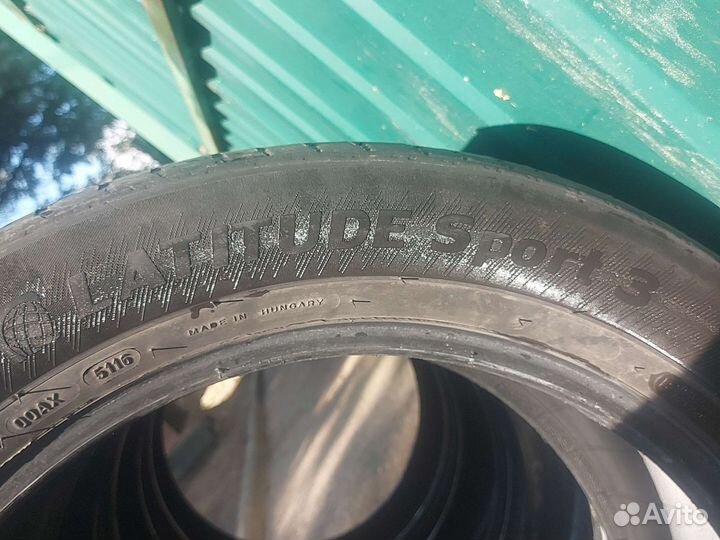 LATITUDE Sport 3
MADE IN HUNGARY
00AX
5116
Avito